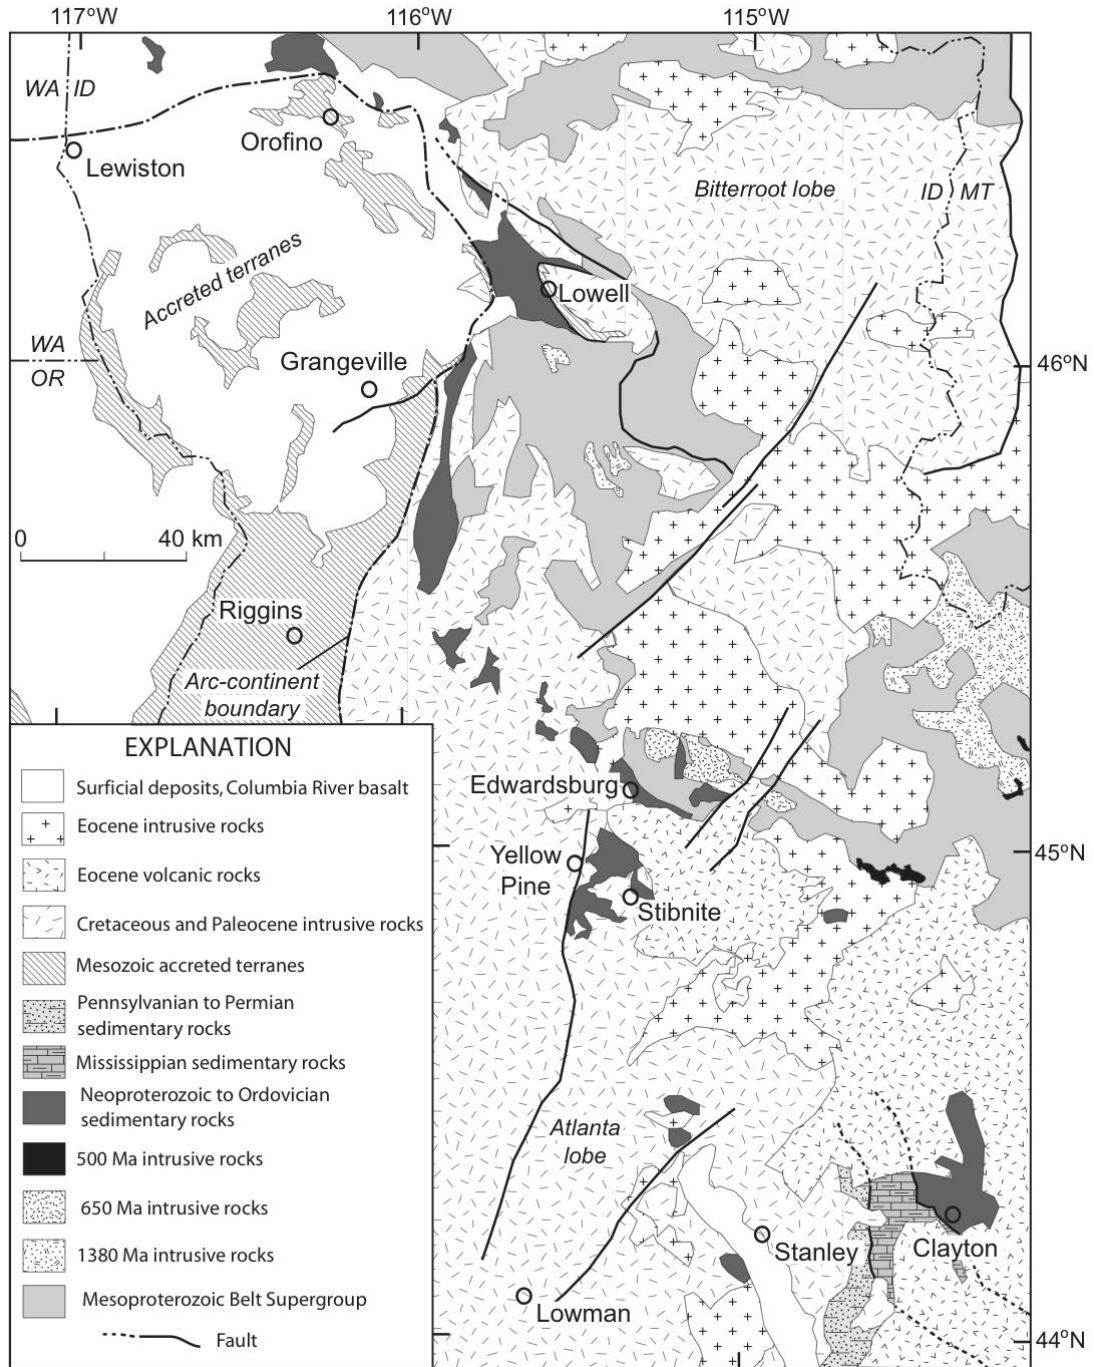 117°W
116°W
115°W
WA ID
Orofino
Lewiston
Bitterroot lobe
ID MT
Accreted terranes
Lowell
WA
OR
Grangeville
46°N
0 40 km
Riggins
Arc-continent
boundary
EXPLANATION
Surficial deposits, Columbia River basalt
Eocene intrusive rocks
Eocene volcanic rocks
Cretaceous and Paleocene intrusive rocks
Mesozoic accreted terranes
Pennsylvanian to Permian
sedimentary rocks
Mississippian sedimentary rocks
Neoproterozoic to Ordovician
sedimentary rocks
500 Ma intrusive rocks
650 Ma intrusive rocks
1380 Ma intrusive rocks
Mesoproterozoic Belt Supergroup
Fault
Edwardsburg
Yellow
Pine
45°N
Stibnite
Atlanta
lobe
Stanley
Clayton
Lowman
44°N